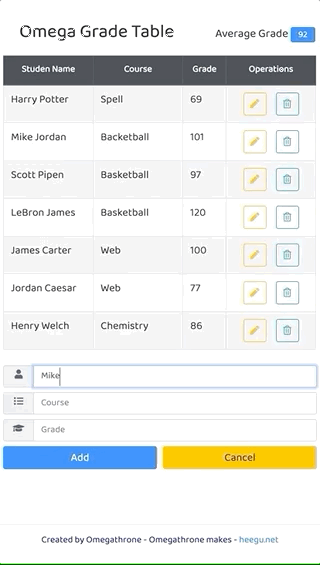 Omega Grade Table
Average Grade 92
Studen Name Course Grade Operations
Harry Potter Spell 69
Mike Jordan Backetball 101
Scott Pipen Basketball 97
LeBron James Basketball 120
James Carter Web 100
Jordan Caesar Web 77
Henry Welch Chemistry 86
Mike
Course
Grade
Add Cancel
Created by Omegathrone - Omegathrone makes - heegu.net